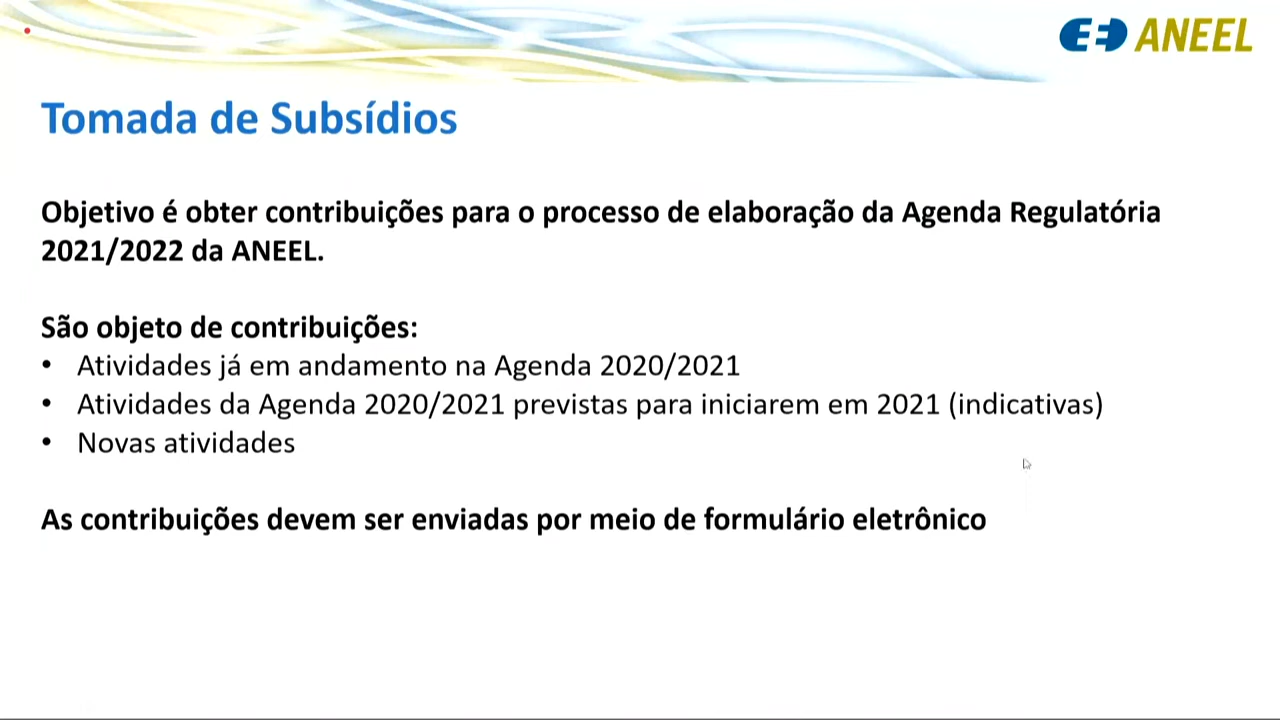 ANEEL
Tomada de Subsídios
Objetivo é obter contribuições para o processo de elaboração da Agenda Regulatória
2021/2022 da ANEEL.
São objeto de contribuições:
• Atividades já em andamento na Agenda 2020/2021
• Atividades da Agenda 2020/2021 previstas para iniciarem em 2021 (indicativas)
• Novas atividades
As contribuições devem ser enviadas por meio de formulário eletrônico